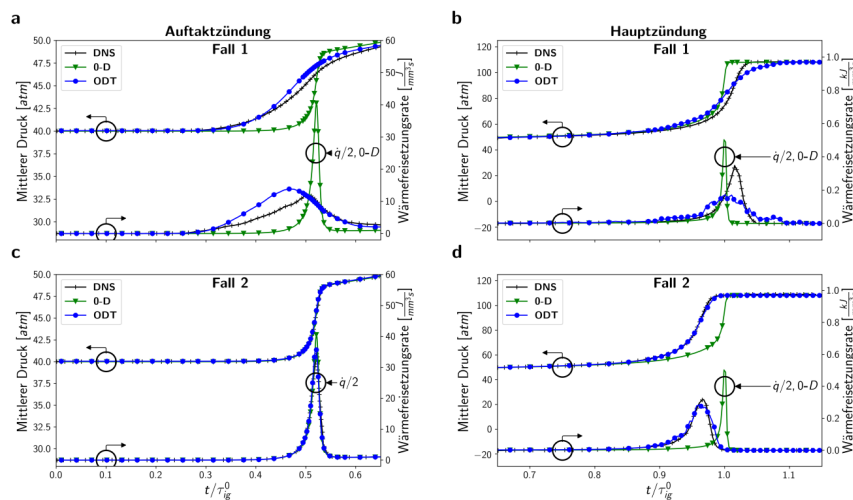 Auftaktzündung
Hauptzündung
a
Fall 1
DNS
0-D
ODT
Mittlerer Druck [atm]
50.0
47.5
45.0
42.5
40.0
37.5
35.0
32.5
30.0
q̇/2, 0-D
60
50
40
30
20
10
0
Wärmefreisetzungsrate [J/mm³s]
b
Fall 1
DNS
0-D
ODT
Mittlerer Druck [atm]
120
100
80
60
40
20
0
−20
q̇/2, 0-D
1.0
0.8
0.6
0.4
0.2
0.0
c
Fall 2
DNS
0-D
ODT
Mittlerer Druck [atm]
50.0
47.5
45.0
42.5
40.0
37.5
35.0
32.5
30.0
q̇/2
60
50
40
30
20
10
0
Wärmefreisetzungsrate [J/mm³s]
0.0 0.1 0.2 0.3 0.4 0.5 0.6
t/τ⁰ig
d
Fall 2
DNS
0-D
ODT
Mittlerer Druck [atm]
120
100
80
60
40
20
0
−20
q̇/2, 0-D
1.0
0.8
0.6
0.4
0.2
0.0
0.7 0.8 0.9 1.0 1.1
t/τ⁰ig